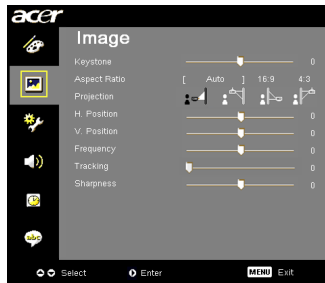 acer
Image
Keystone 0
Aspect Ratio [ Auto ] 16:9 4:3
Projection
H. Position 0
V. Position 0
Frequency 0
Tracking 0
Sharpness 0
abc
Select Enter MENU Exit